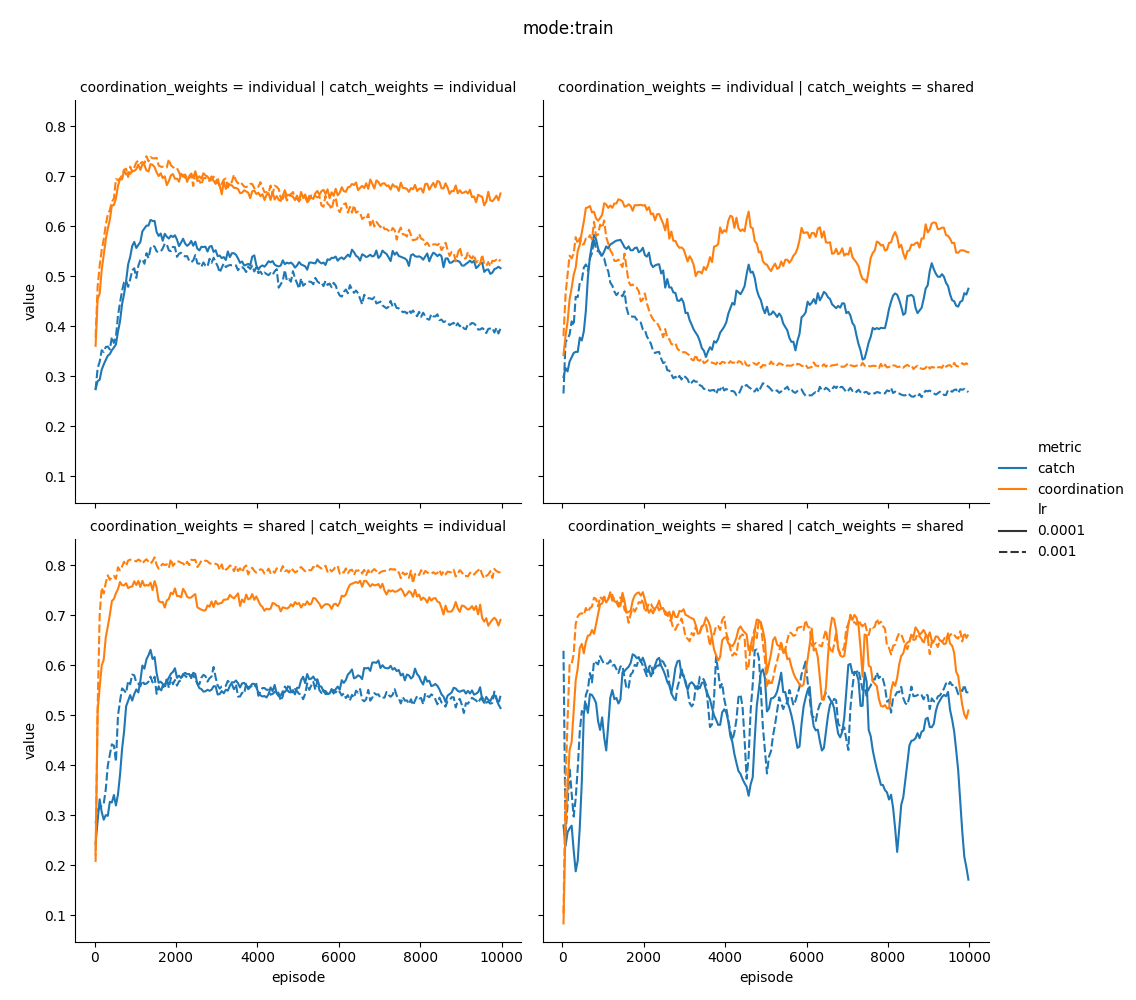 mode:train
coordination_weights = individual | catch_weights = individual
coordination_weights = individual | catch_weights = shared
0.8
0.7
0.6
0.5
0.4
0.3
0.2
0.1
value
metric
catch
coordination
lr
0.0001
0.001
coordination_weights = shared | catch_weights = individual
coordination_weights = shared | catch_weights = shared
0.8
0.7
0.6
0.5
0.4
0.3
0.2
0.1
value
0 2000 4000 6000 8000 10000
0 2000 4000 6000 8000 10000
episode
episode